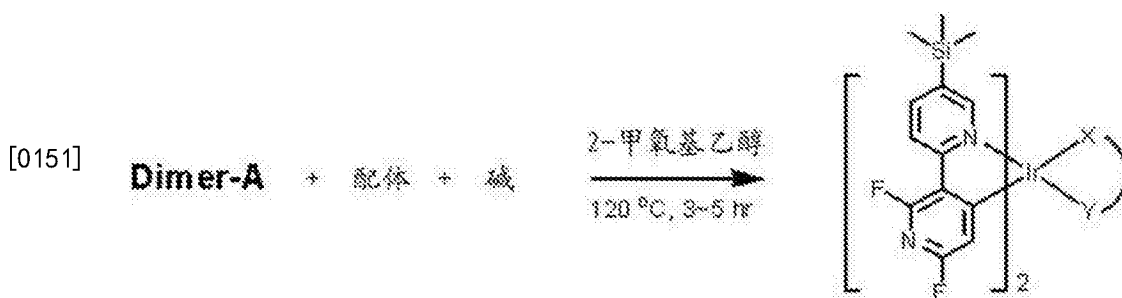 [0151]
Dimer-A + 配体 + 碱
2-甲氧基乙醇
120 °C, 3~5 hr
Si
N
Ir
X
Y
F
N
F
2